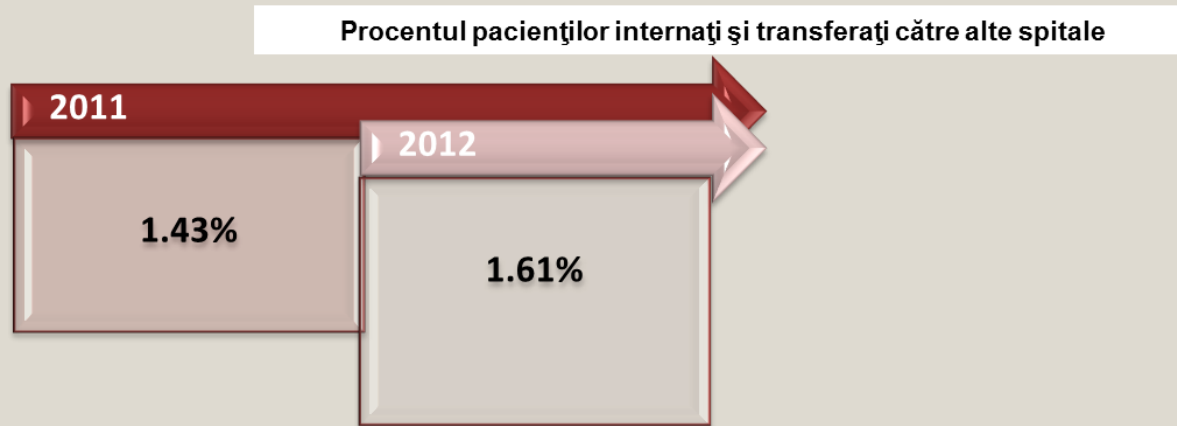 Procentul pacienţilor internaţi şi transferaţi către alte spitale
2011
2012
1.43%
1.61%